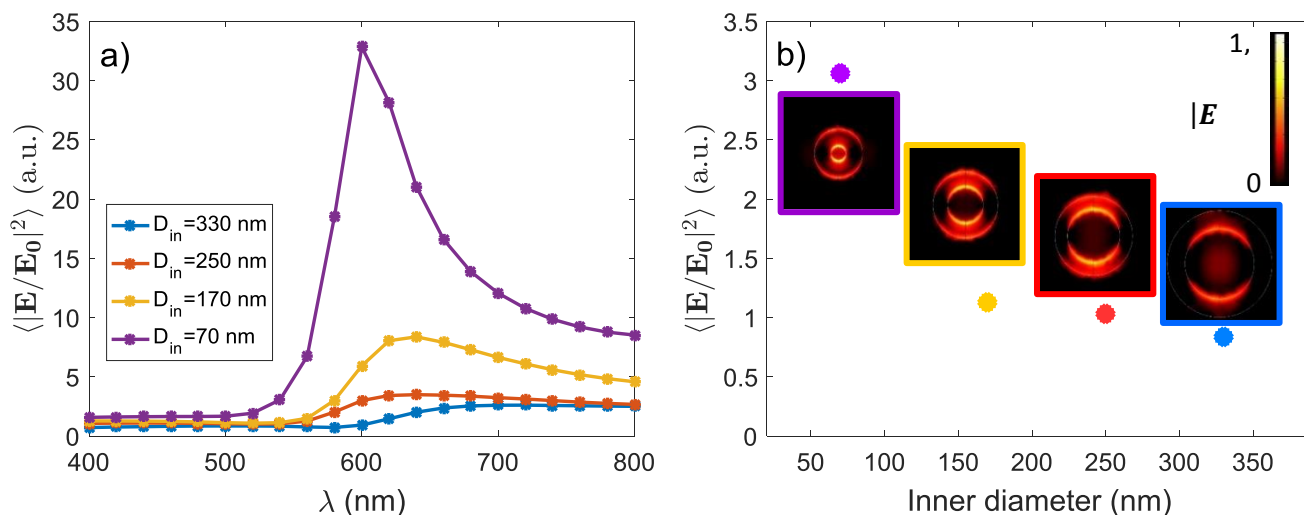 a)
35
30
25
20
15
10
5
0
⟨|E/E₀|²⟩ (a.u.)
D_in=330 nm
D_in=250 nm
D_in=170 nm
D_in=70 nm
400
500
600
700
800
λ (nm)
b)
3.5
3
2.5
2
1.5
1
0.5
0
⟨|E/E₀|²⟩ (a.u.)
1,
|E
0
50
100
150
200
250
300
350
Inner diameter (nm)